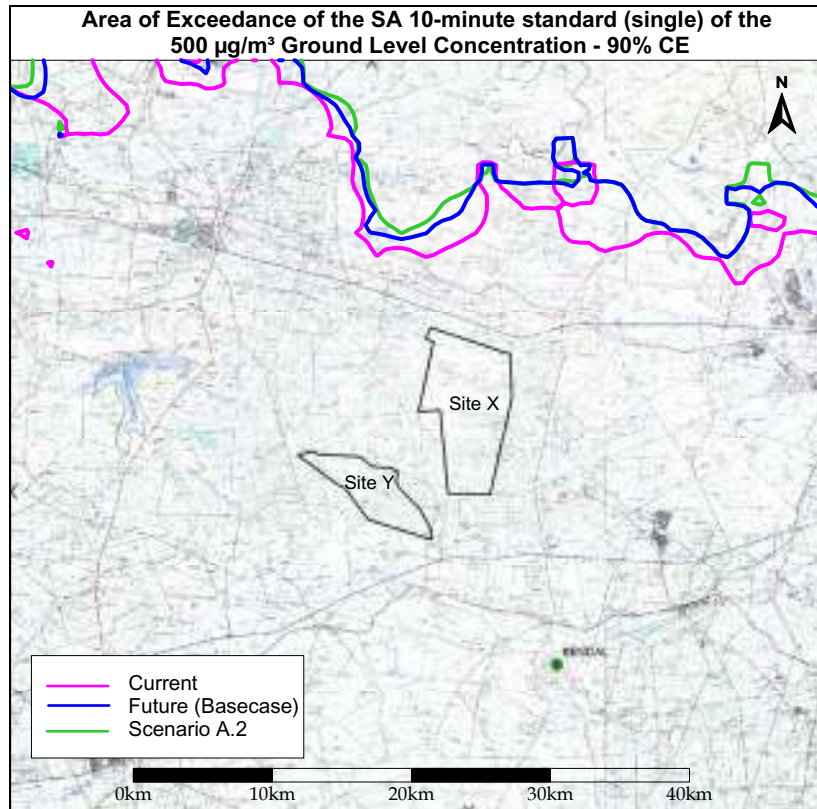 Area of Exceedance of the SA 10-minute standard (single) of the
500 µg/m³ Ground Level Concentration - 90% CE
N
Site X
Site Y
Current
Future (Basecase)
Scenario A.2
0km 10km 20km 30km 40km